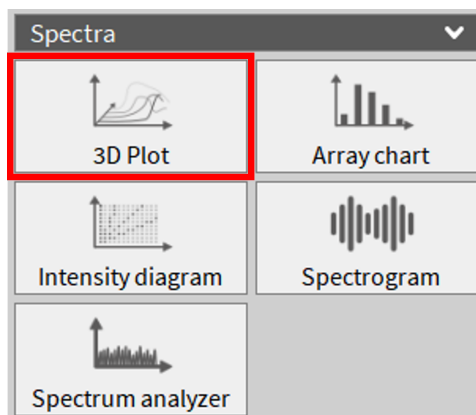 Spectra
3D Plot
Array chart
Intensity diagram
Spectrogram
Spectrum analyzer